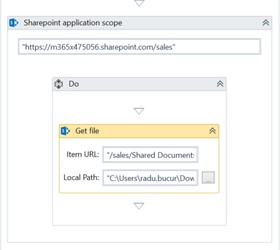 Sharepoint application scope
"https://m365x475056.sharepoint.com/sales"
Do
Get file
Item URL: "/sales/Shared Document:
Local Path: "C:\Users\radu.bucur\Dow ...